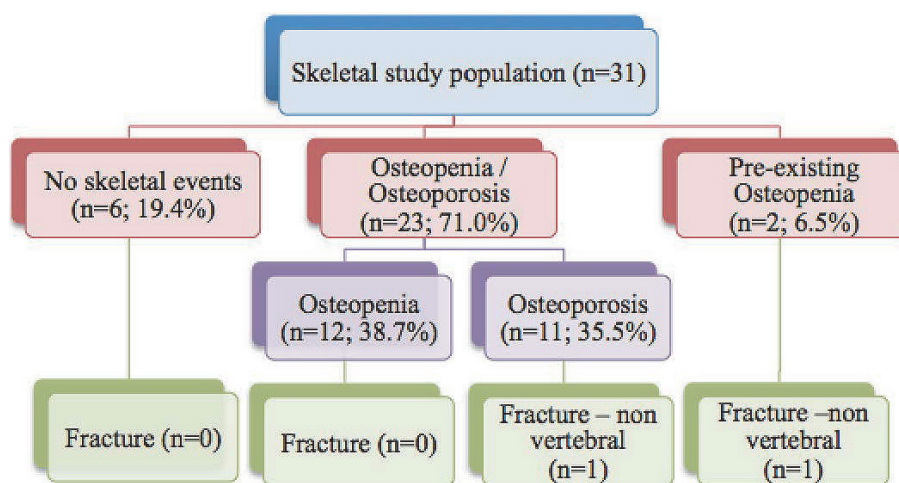 Skeletal study population (n=31)
No skeletal events
(n=6; 19.4%)
Osteopenia /
Osteoporosis
(n=23; 71.0%)
Pre-existing
Osteopenia
(n=2; 6.5%)
Osteopenia
(n=12; 38.7%)
Osteoporosis
(n=11; 35.5%)
Fracture (n=0)
Fracture (n=0)
Fracture – non
vertebral
(n=1)
Fracture –non
vertebral
(n=1)